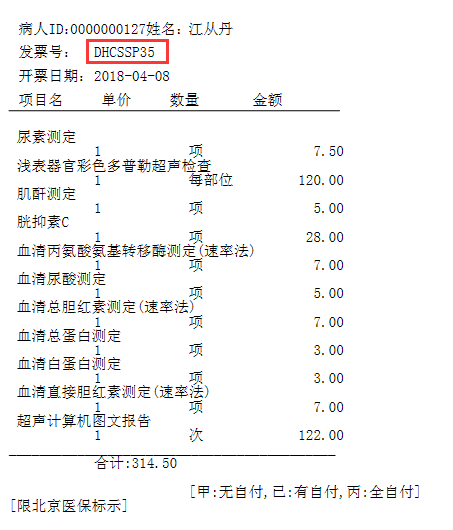 病人ID:0000000127姓名: 江从丹
发票号: DHCSSP35
开票日期: 2018-04-08
项目名 单价 数量 金额
尿素测定
1 项 7.50
浅表器官彩色多普勒超声检查
1 每部位 120.00
肌酐测定
1 项 5.00
胱抑素C
1 项 28.00
血清丙氨酸氨基转移酶测定(速率法)
1 项 7.00
血清尿酸测定
1 项 5.00
血清总胆红素测定(速率法)
1 项 7.00
血清总蛋白测定
1 项 3.00
血清白蛋白测定
1 项 3.00
血清直接胆红素测定(速率法)
1 项 7.00
超声计算机图文报告
1 次 122.00
合计:314.50
[甲:无自付,已:有自付,丙:全自付]
[限北京医保标示]